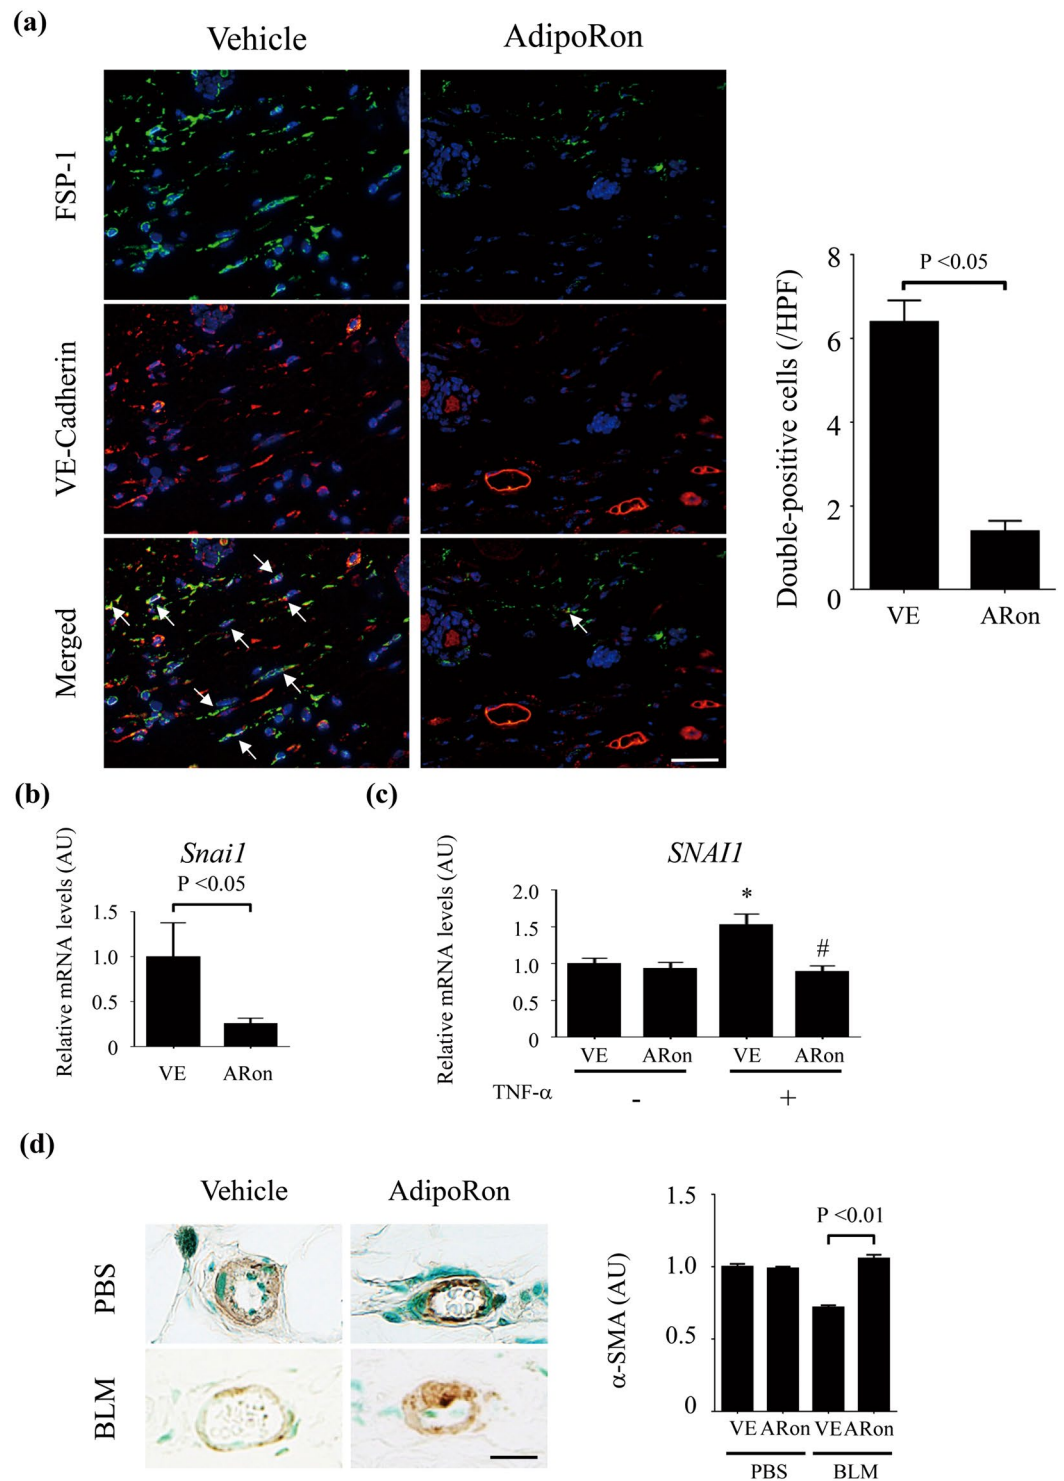 (a)
Vehicle
AdipoRon
FSP-1
VE-Cadherin
Merged
Double-positive cells (/HPF)
8
6
4
2
0
P <0.05
VE
ARon
(b)
Snai1
P <0.05
Relative mRNA levels (AU)
1.5
1.0
0.5
0
VE
ARon
(c)
SNAI1
Relative mRNA levels (AU)
2.0
1.5
1.0
0.5
0
*
#
VE ARon VE ARon
TNF-α - +
(d)
Vehicle
AdipoRon
PBS
BLM
α-SMA (AU)
1.5
1.0
0.5
0
P <0.01
VE ARon VE ARon
PBS BLM